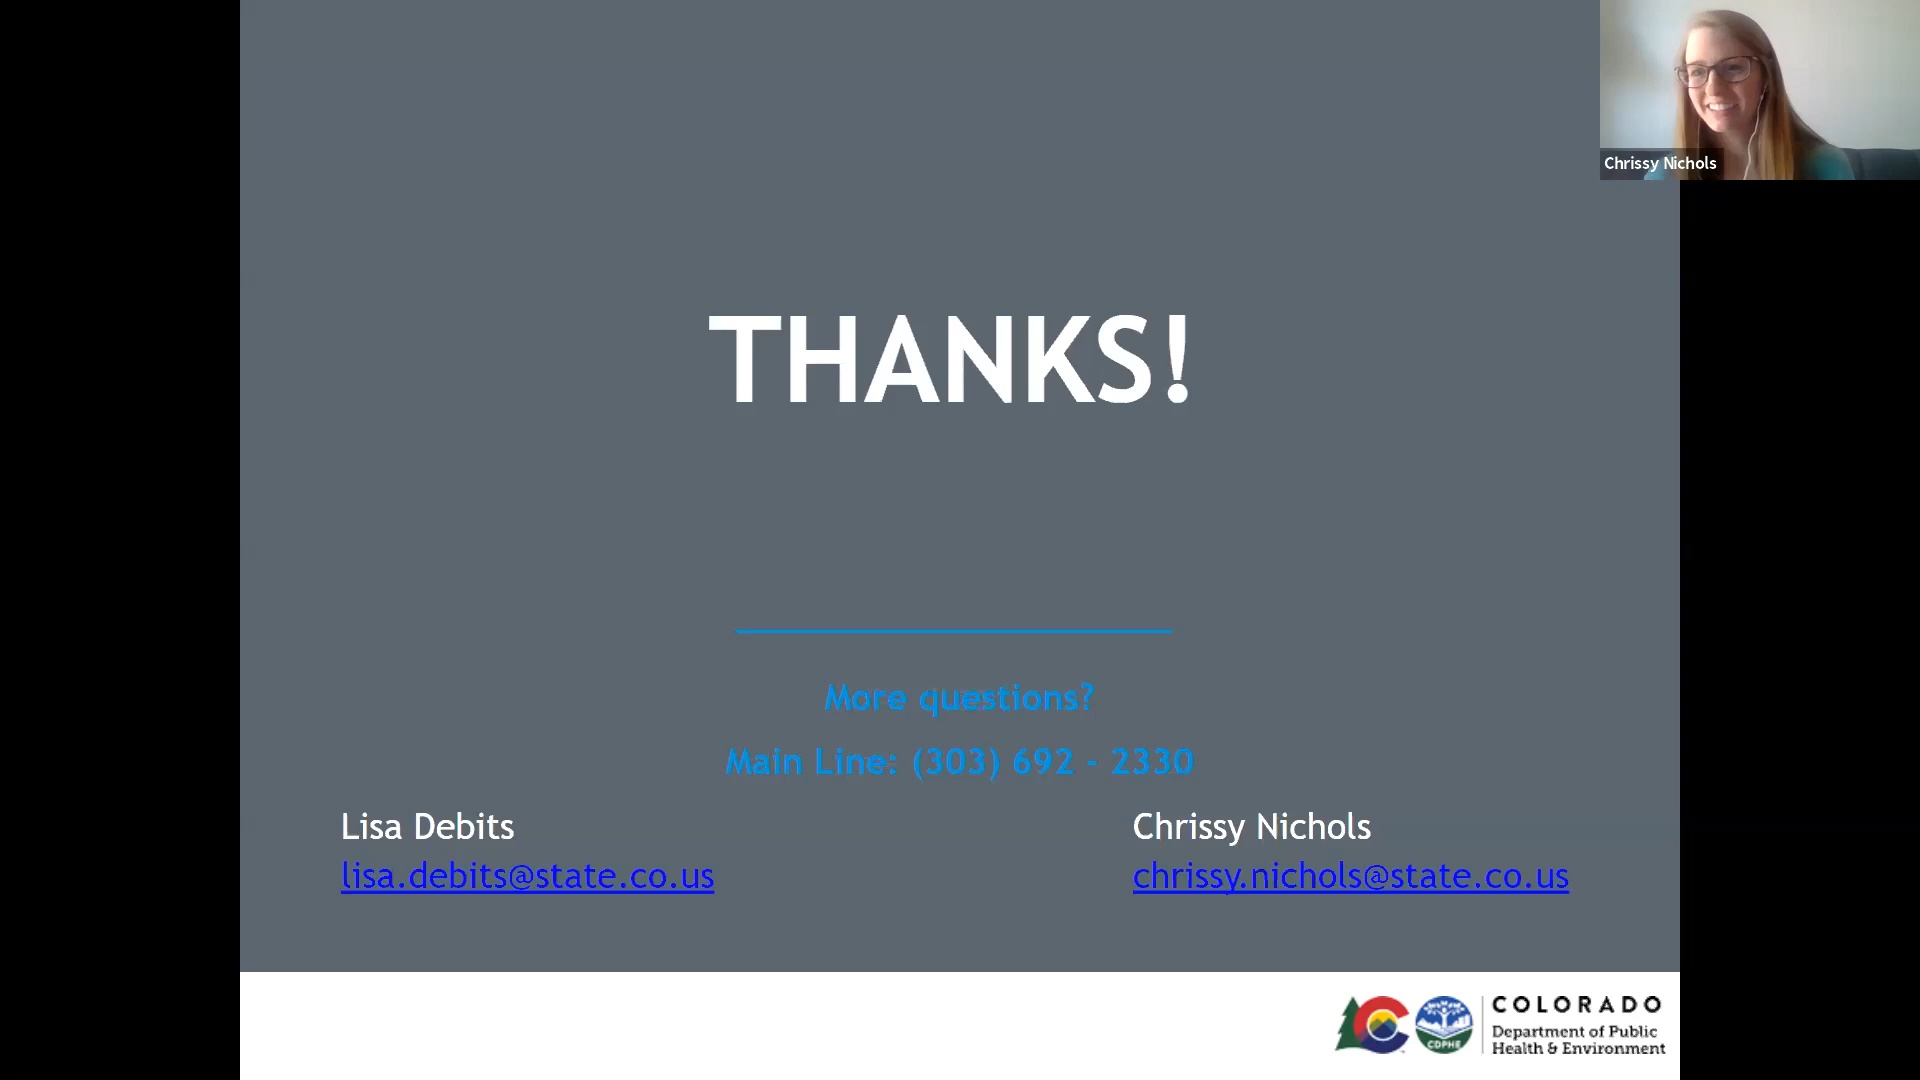 Chrissy Nichols
THANKS!
More questions?
Main Line: (303) 692 - 2330
Lisa Debits
lisa.debits@state.co.us
Chrissy Nichols
chrissy.nichols@state.co.us
CDPHE
COLORADO
Department of Public
Health & Environment